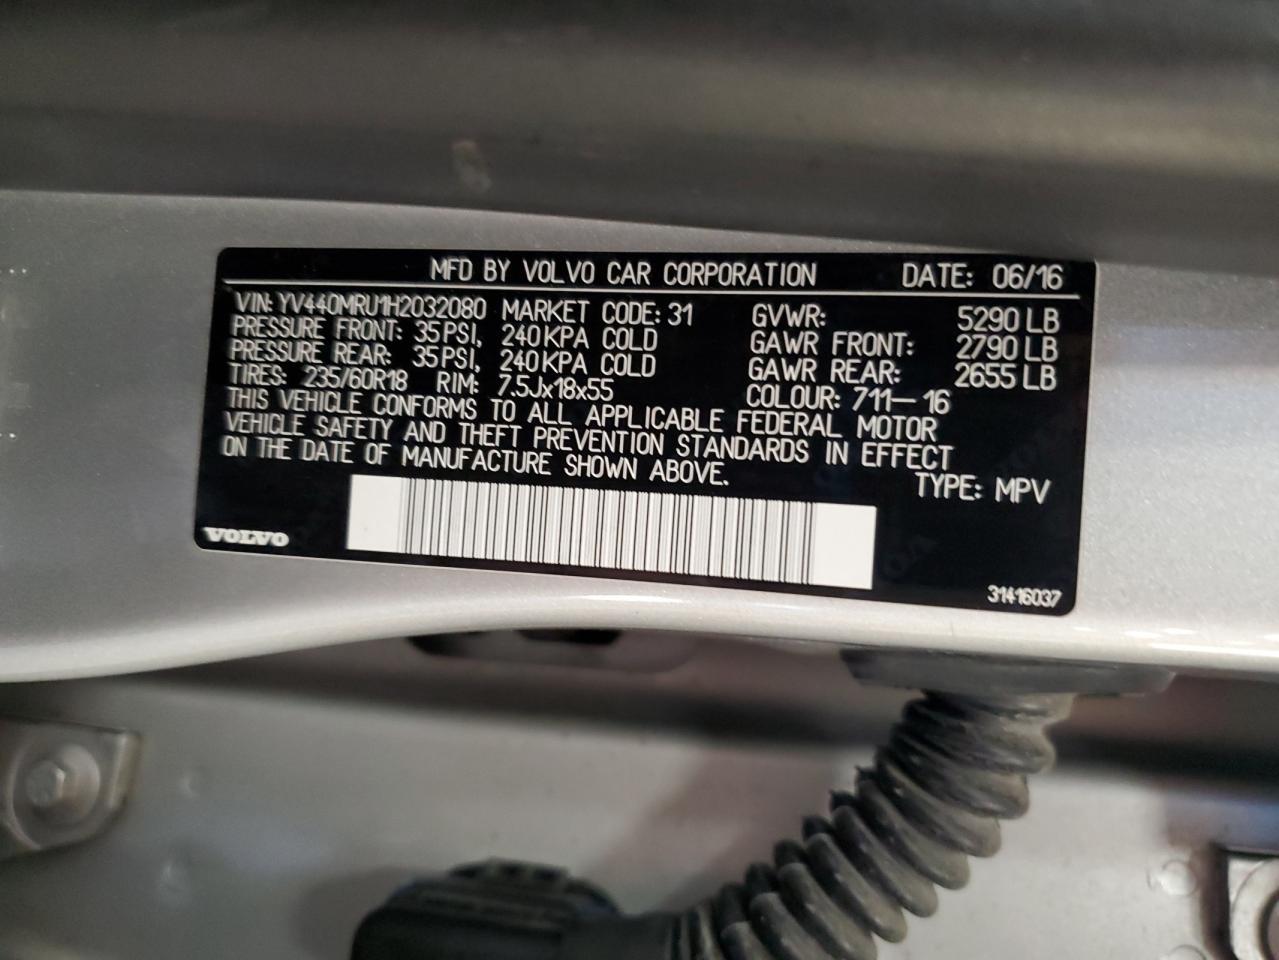 MFD BY VOLVO CAR CORPORATION DATE: 06/16
VIN: YV440MRU1H2032080 MARKET CODE: 31 GVWR: 5290 LB
PRESSURE FRONT: 35 PSI, 240 KPA COLD GAWR FRONT: 2790 LB
PRESSURE REAR: 35 PSI, 240 KPA COLD GAWR REAR: 2655 LB
TIRES: 235/60R18 RIM: 7.5Jx18x55 COLOUR: 711-16
THIS VEHICLE CONFORMS TO ALL APPLICABLE FEDERAL MOTOR
VEHICLE SAFETY AND THEFT PREVENTION STANDARDS IN EFFECT
ON THE DATE OF MANUFACTURE SHOWN ABOVE.
TYPE: MPV
VOLVO
31416037